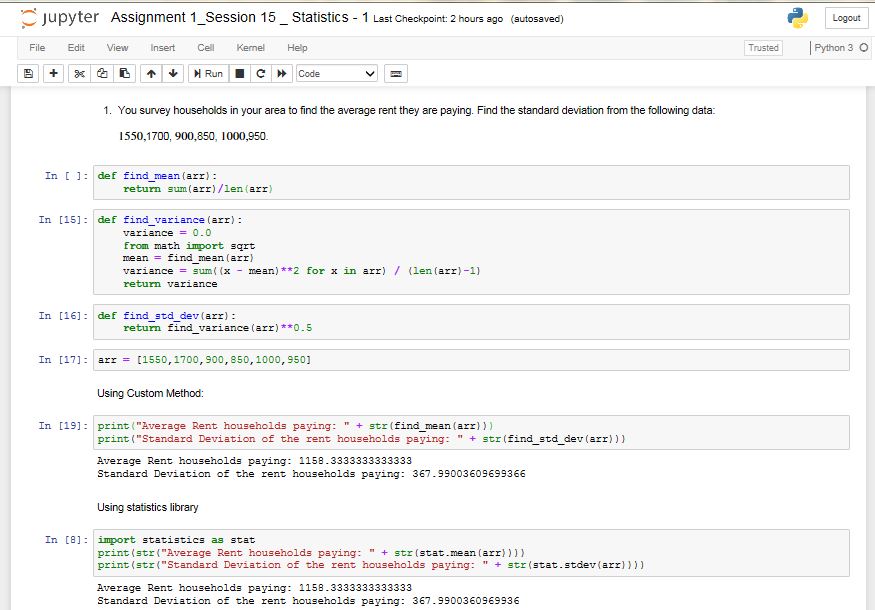 jupyter Assignment 1_Session 15 _ Statistics - 1 Last Checkpoint: 2 hours ago (autosaved) Logout
File Edit View Insert Cell Kernel Help Trusted Python 3
Run Code
1. You survey households in your area to find the average rent they are paying. Find the standard deviation from the following data:
1550,1700, 900,850, 1000,950.
In [ ]: def find_mean(arr):
return sum(arr)/len(arr)
In [15]: def find_variance(arr):
variance = 0.0
from math import sqrt
mean = find_mean(arr)
variance = sum((x - mean)**2 for x in arr) / (len(arr)-1)
return variance
In [16]: def find_std_dev(arr):
return find_variance(arr)**0.5
In [17]: arr = [1550,1700,900,850,1000,950]
Using Custom Method:
In [19]: print("Average Rent households paying: " + str(find_mean(arr)))
print("Standard Deviation of the rent households paying: " + str(find_std_dev(arr)))
Average Rent households paying: 1158.3333333333333
Standard Deviation of the rent households paying: 367.99003609699366
Using statistics library
In [8]: import statistics as stat
print(str("Average Rent households paying: " + str(stat.mean(arr))))
print(str("Standard Deviation of the rent households paying: " + str(stat.stdev(arr))))
Average Rent households paying: 1158.3333333333333
Standard Deviation of the rent households paying: 367.9900360969936